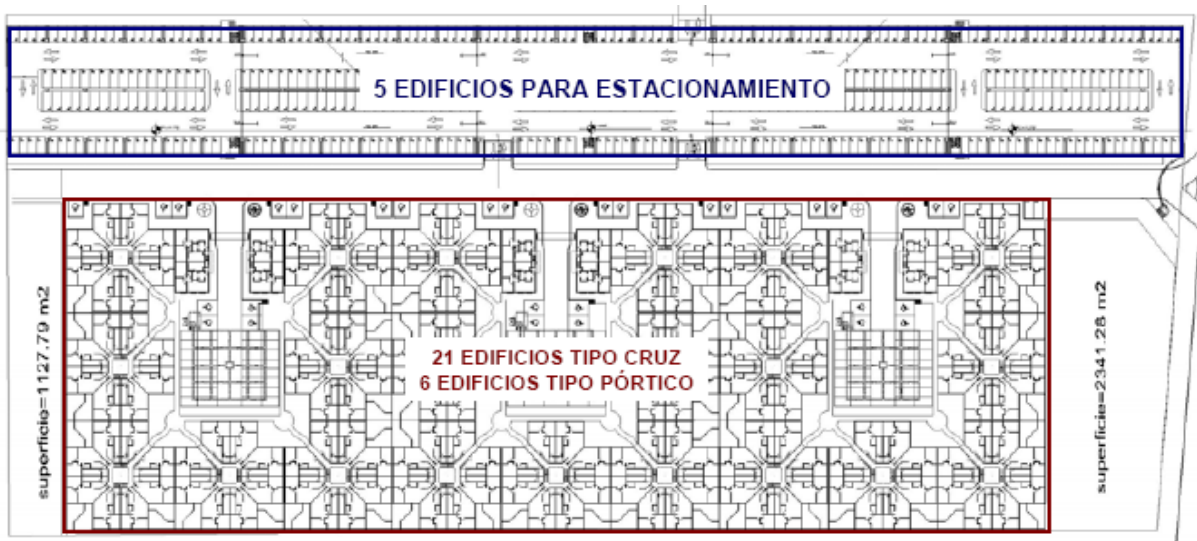 5 EDIFICIOS PARA ESTACIONAMIENTO
21 EDIFICIOS TIPO CRUZ
6 EDIFICIOS TIPO PÓRTICO
superficie=1127.79 m2
superficie=2341.28 m2